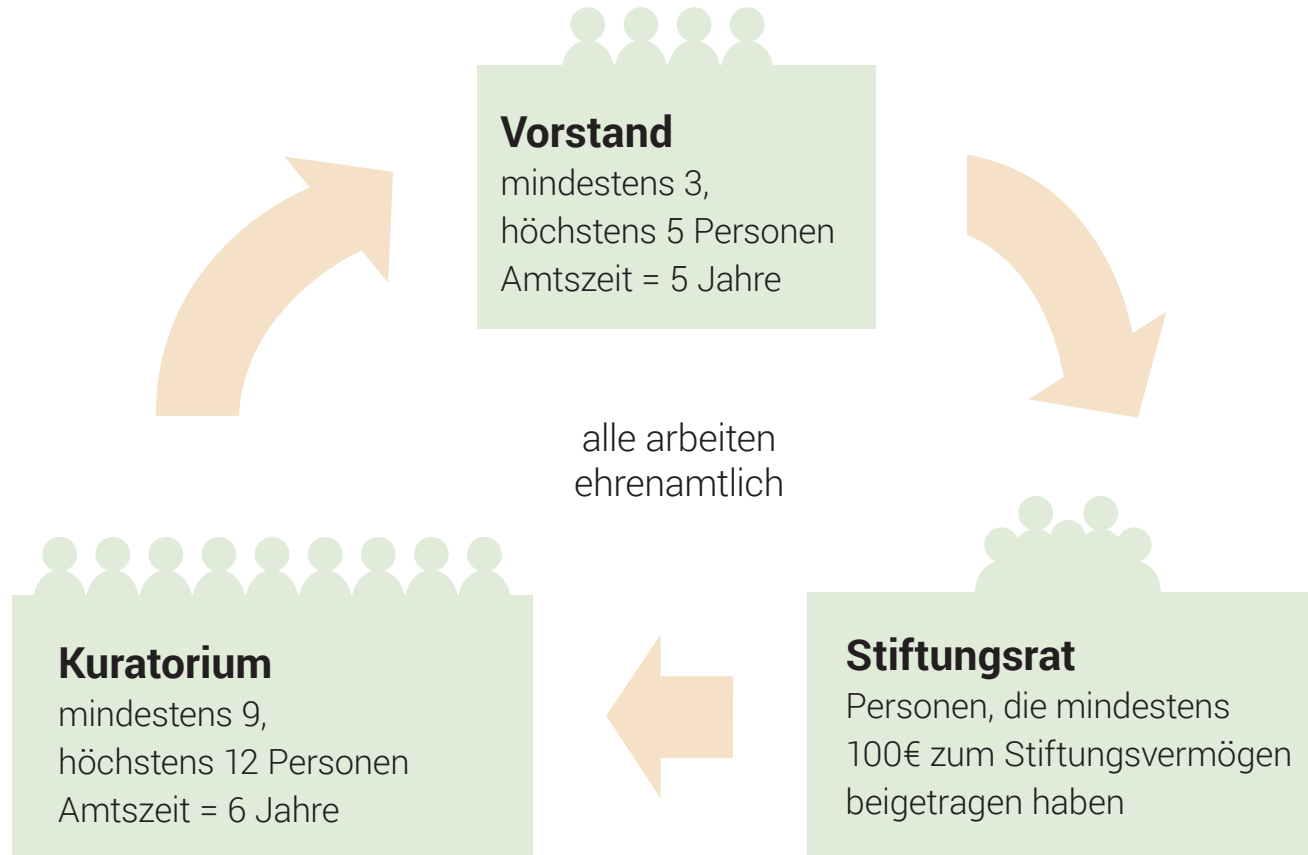 Vorstand
mindestens 3,
höchstens 5 Personen
Amtszeit = 5 Jahre
alle arbeiten
ehrenamtlich
Kuratorium
mindestens 9,
höchstens 12 Personen
Amtszeit = 6 Jahre
Stiftungsrat
Personen, die mindestens
100€ zum Stiftungsvermögen
beigetragen haben